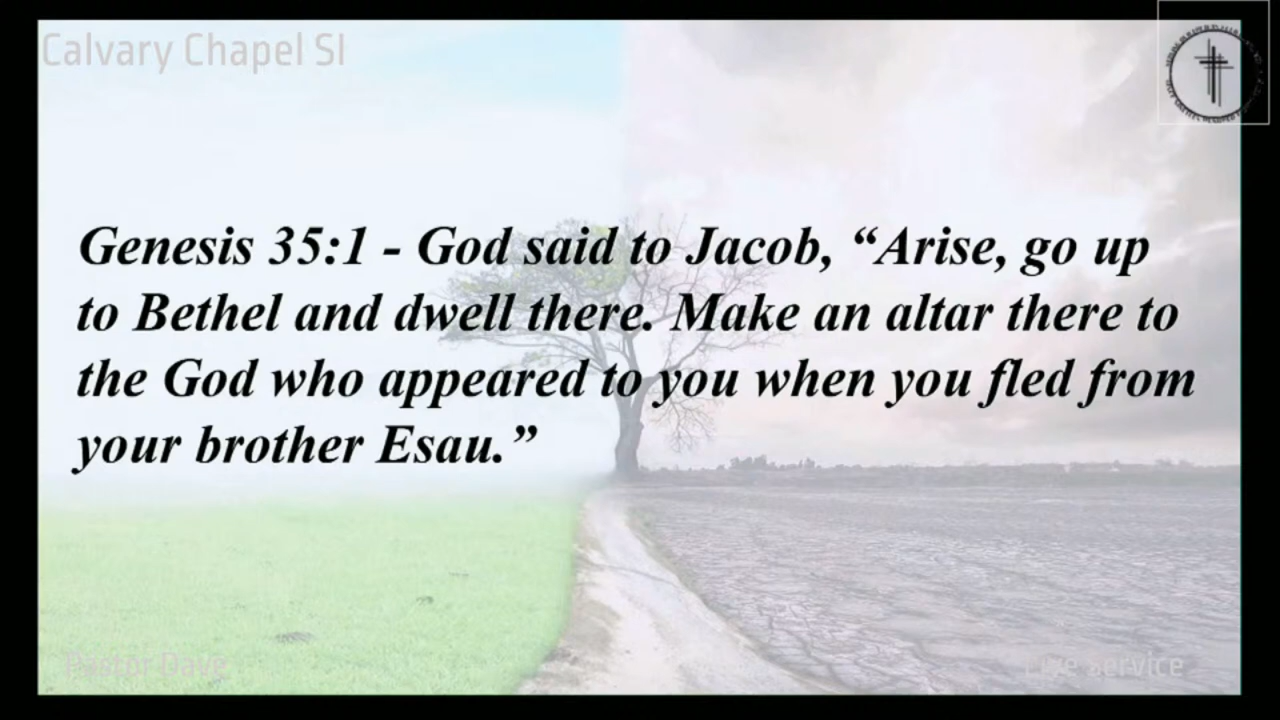 Calvary Chapel SI
Genesis 35:1 - God said to Jacob, “Arise, go up
to Bethel and dwell there. Make an altar there to
the God who appeared to you when you fled from
your brother Esau.”
Pastor Dave
Live Service